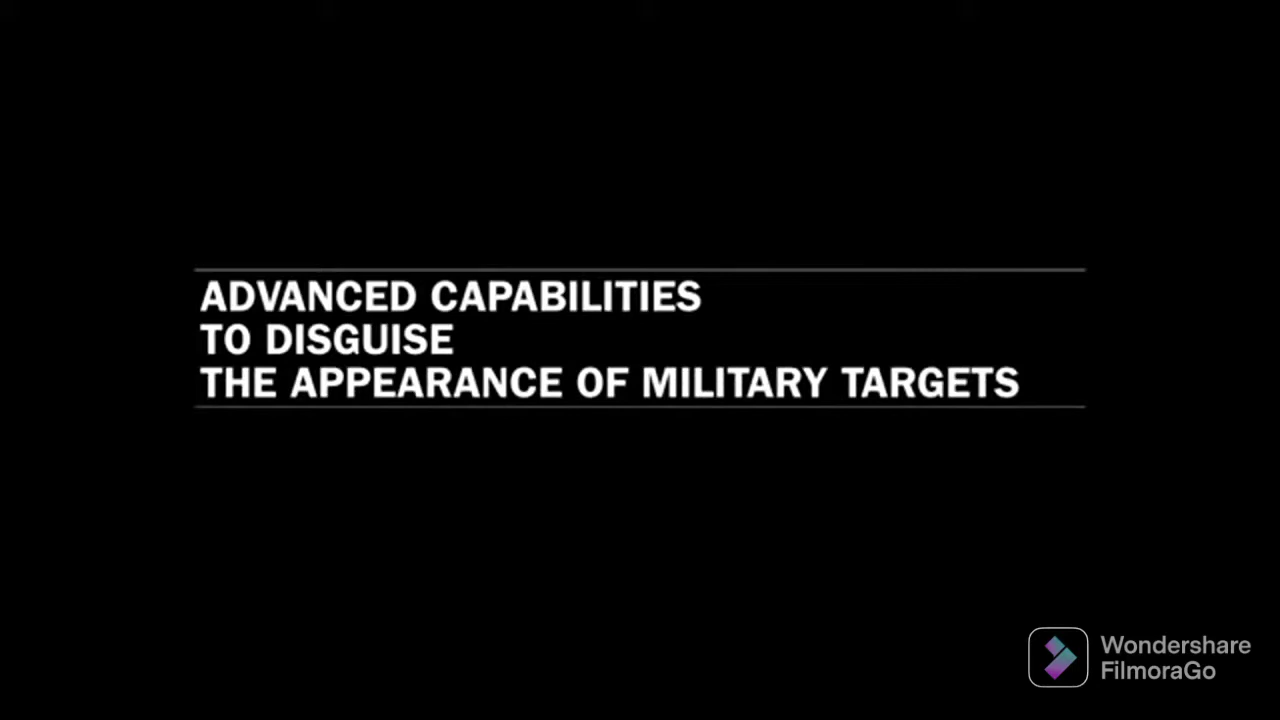 ADVANCED CAPABILITIES
TO DISGUISE
THE APPEARANCE OF MILITARY TARGETS
Wondershare
FilmoraGo